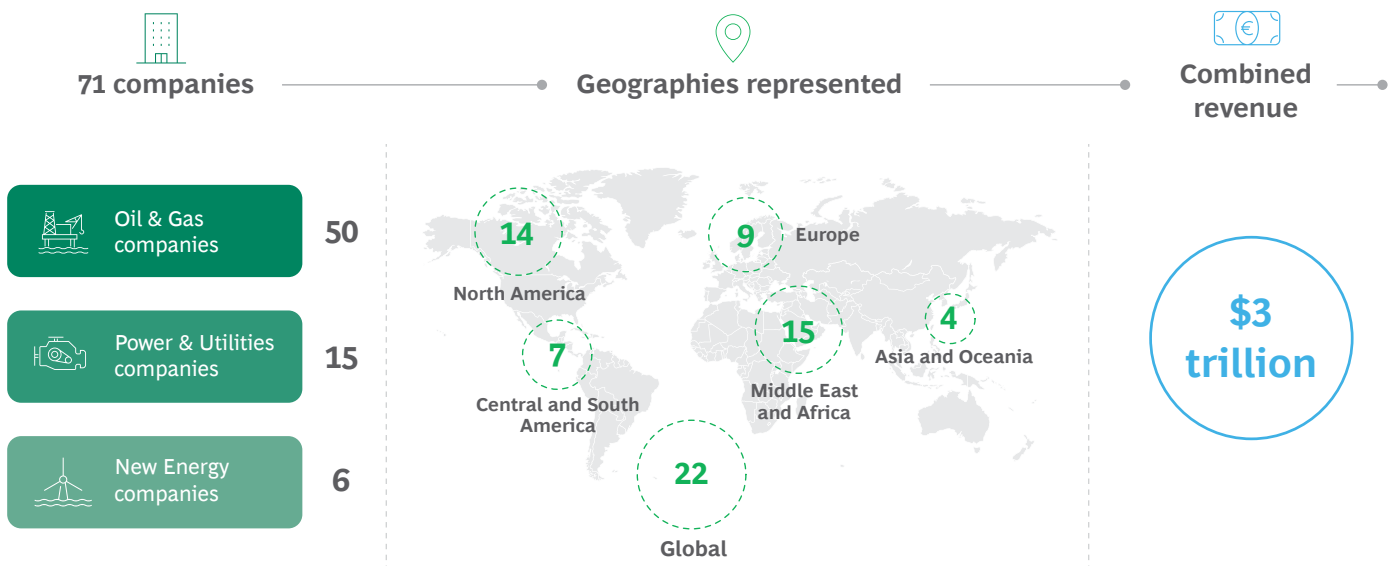 71 companies
Geographies represented
€
Combined
revenue
Oil & Gas
companies
50
Power & Utilities
companies
15
New Energy
companies
6
14
North America
9
Europe
7
Central and South
America
15
Middle East
and Africa
4
Asia and Oceania
22
Global
$3
trillion